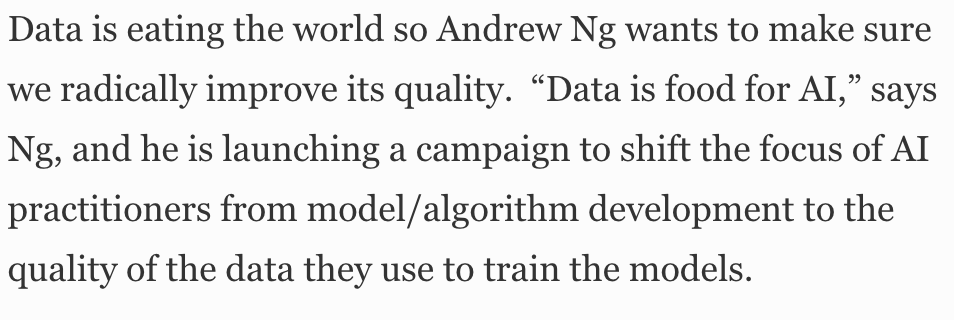 Data is eating the world so Andrew Ng wants to make sure
we radically improve its quality.  “Data is food for AI,” says
Ng, and he is launching a campaign to shift the focus of AI
practitioners from model/algorithm development to the
quality of the data they use to train the models.